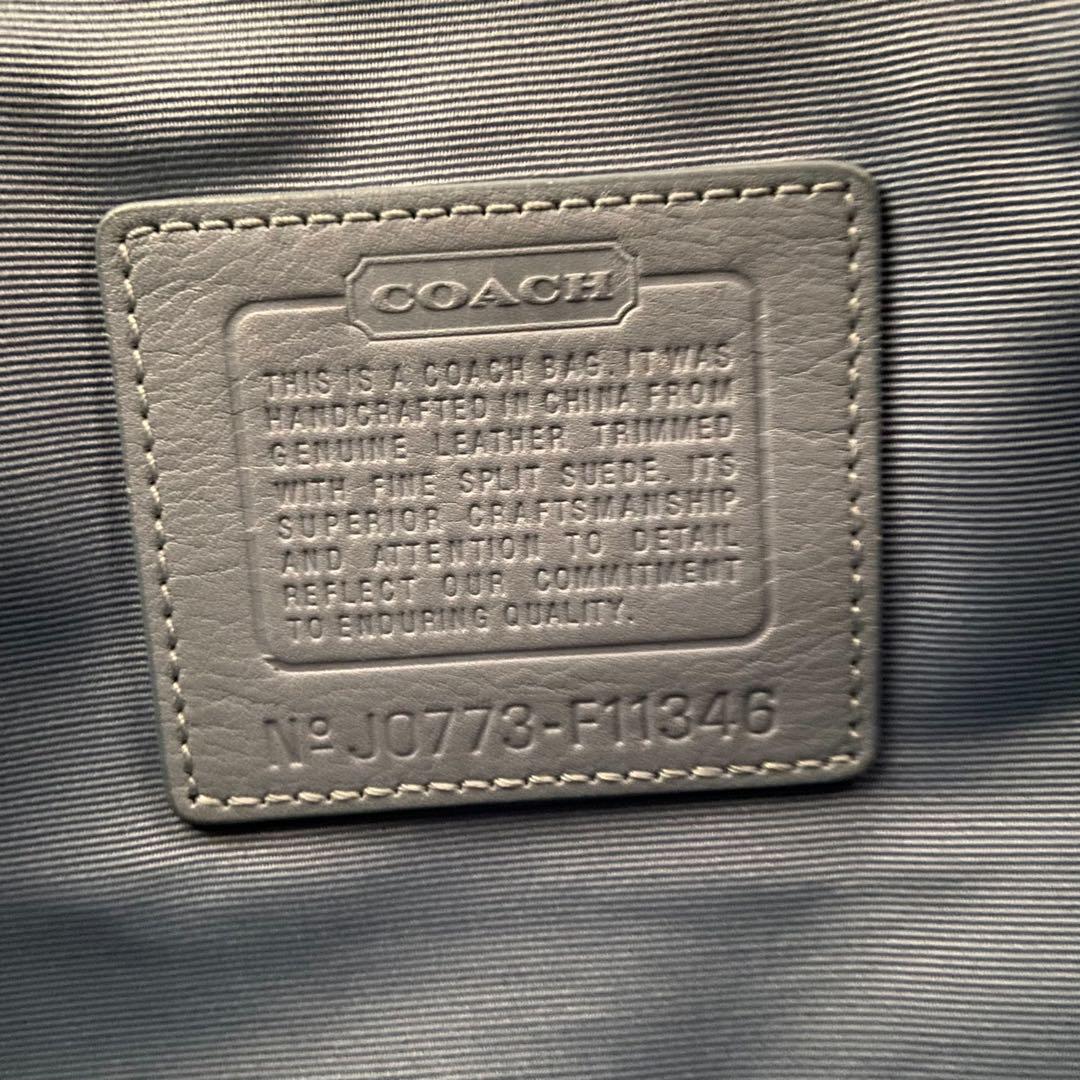 COACH
THIS IS A COACH BAG. IT WAS
HANDCRAFTED IN CHINA FROM
GENUINE LEATHER TRIMMED
WITH FINE SPLIT SUEDE. ITS
SUPERIOR CRAFTSMANSHIP
AND ATTENTION TO DETAIL
REFLECT OUR COMMITMENT
TO ENDURING QUALITY.
Nº J0773-F11346